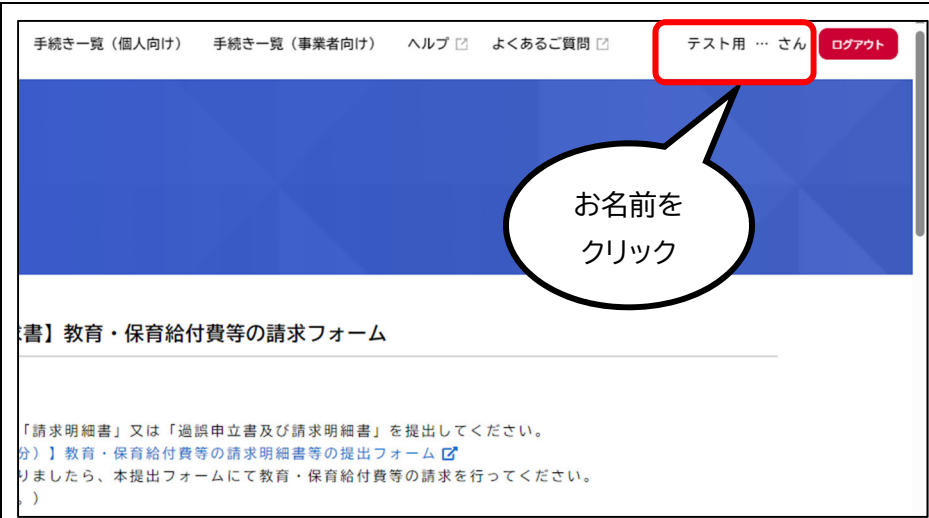 手続き一覧（個人向け） 手続き一覧（事業者向け） ヘルプ よくあるご質問 テスト用 … さん ログアウト
お名前を
クリック
書】教育・保育給付費等の請求フォーム
「請求明細書」又は「過誤申立書及び請求明細書」を提出してください。
分）】教育・保育給付費等の請求明細書等の提出フォーム
りましたら、本提出フォームにて教育・保育給付費等の請求を行ってください。
。）